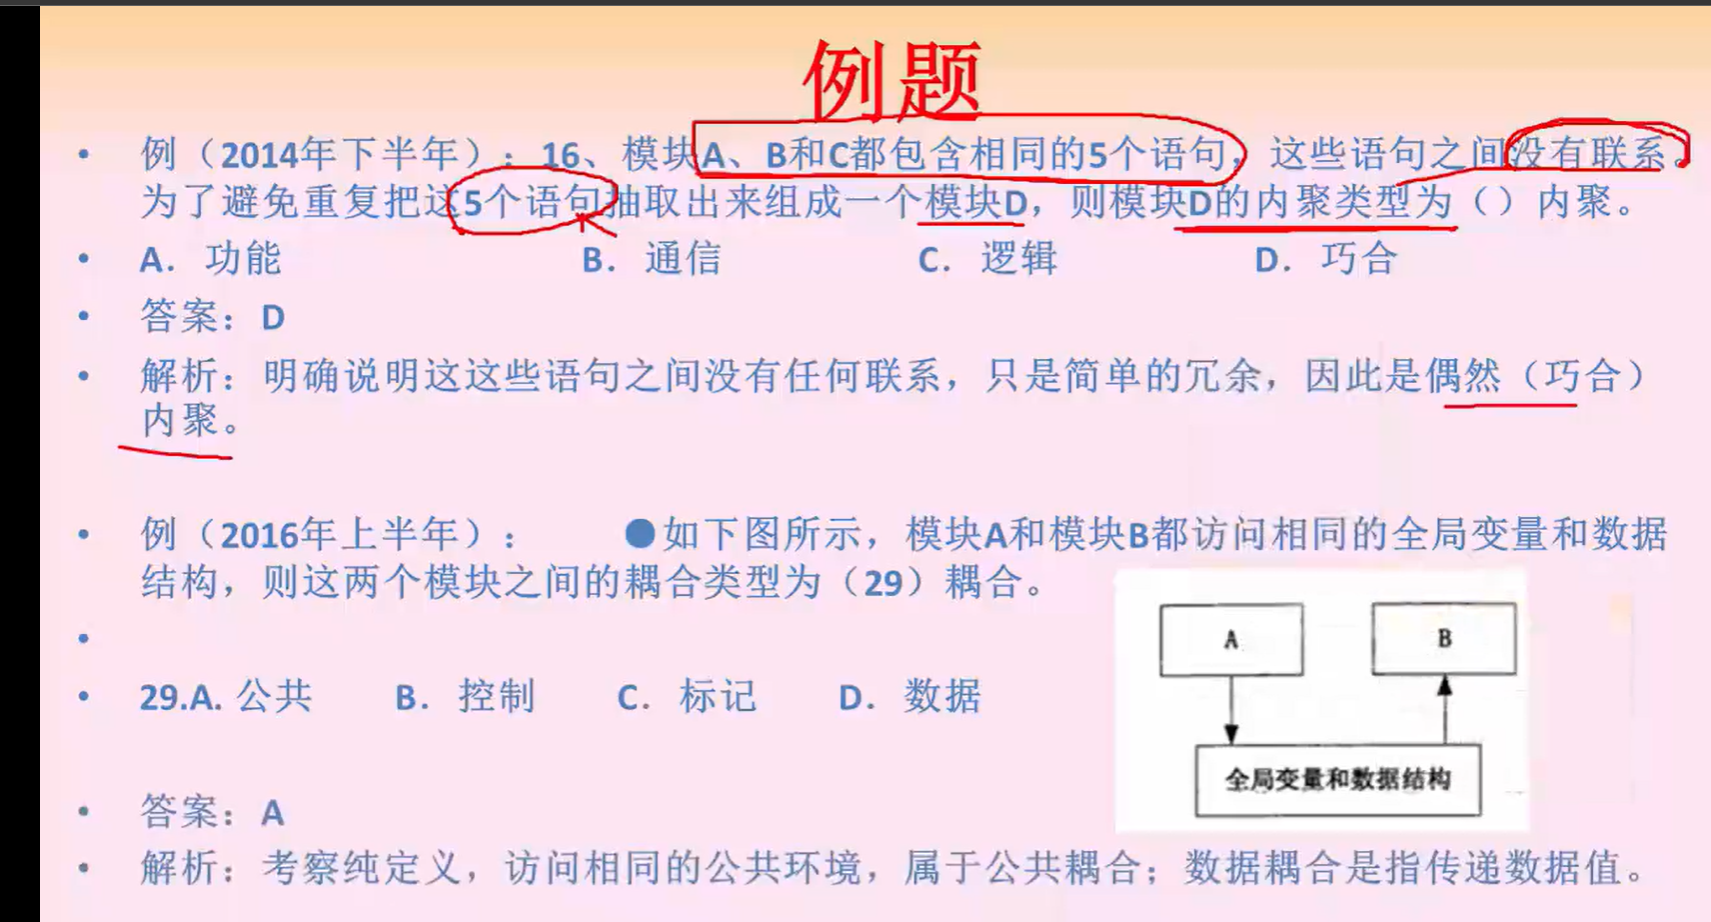 例题
• 例（2014年下半年）：16、模块A、B和C都包含相同的5个语句，这些语句之间没有联系。
为了避免重复把这5个语句抽取出来组成一个模块D，则模块D的内聚类型为（）内聚。
• A．功能 B．通信 C．逻辑 D．巧合
• 答案：D
• 解析：明确说明这这些语句之间没有任何联系，只是简单的冗余，因此是偶然（巧合）
内聚。
• 例（2016年上半年）： ●如下图所示，模块A和模块B都访问相同的全局变量和数据
结构，则这两个模块之间的耦合类型为（29）耦合。
•
• 29.A. 公共 B．控制 C．标记 D．数据
A B
全局变量和数据结构
• 答案：A
• 解析：考察纯定义，访问相同的公共环境，属于公共耦合；数据耦合是指传递数据值。